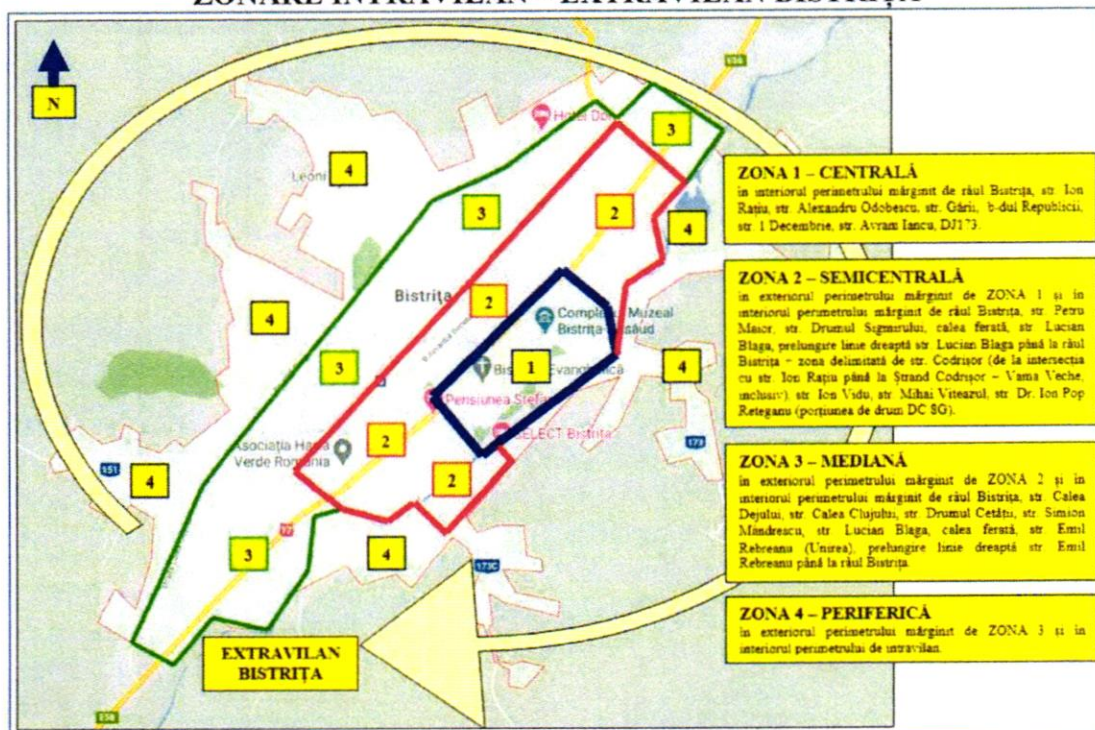 ZONARE INTRAVILAN – EXTRAVILAN BISTRIȚA
N
E58
Hotel Dor
3
4
Leoni
3
2
4
ZONA 1 – CENTRALĂ
în interiorul perimetrului mărginit de râul Bistrița, str. Ion
Rațiu, str. Alexandru Odobescu, str. Gării, b-dul Republicii,
str. 1 Decembrie, str. Avram Iancu, DJ173.
Bistrița
2
4
Muzeal
Bistrița
3
1
Evanghelica
4
Pensiunea
SELECT Bistrița
ZONA 2 – SEMICENTRALĂ
în exteriorul perimetrului mărginit de ZONA 1 și în
interiorul perimetrului mărginit de râul Bistrița, str. Petru
Maior, str. Drumul Sigmirului, calea ferată, str. Lucian
Blaga, prelungire linie dreaptă str. Lucian Blaga până la râul
Bistrița – zona delimitată de str. Codrișor (de la intersecția
cu str. Ion Rațiu până la Ștrand Codrișor – Vama Veche,
inclusiv), str. Ion Vidu, str. Mihai Viteazul, str. Dr. Ion Pop
Reteganu (porțiunea de drum DC 8G).
Asociația
Verde România
2
2
173
151
4
17
3
4
173C
ZONA 3 – MEDIANĂ
în exteriorul perimetrului mărginit de ZONA 2 și în
interiorul perimetrului mărginit de râul Bistrița, str. Calea
Dejului, str. Calea Clujului, str. Drumul Cetății, str. Simion
Mândrescu, str. Lucian Blaga, calea ferată, str. Emil
Rebreanu (Unirea), prelungire linie dreaptă str. Emil
Rebreanu până la râul Bistrița.
ZONA 4 – PERIFERICĂ
în exteriorul perimetrului mărginit de ZONA 3 și în
interiorul perimetrului de intravilan.
EXTRAVILAN
BISTRIȚA
E58